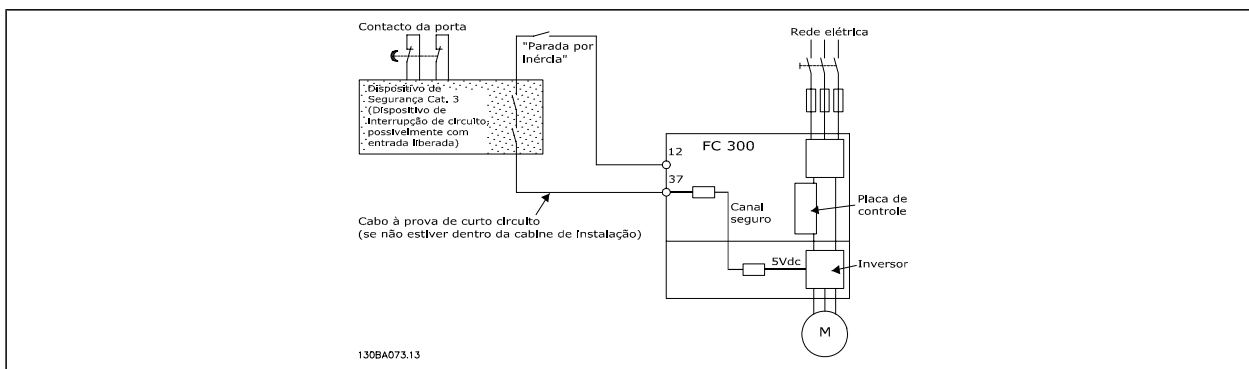 Contacto da porta
"Parada por
Inércia"
Rede elétrica
Dispositivo de
Segurança Cat. 3
(Dispositivo de
Interrupção de circuito,
possivelmente com
entrada liberada)
12
FC 300
37
Canal
seguro
Placa de
controle
Cabo à prova de curto circuito
(se não estiver dentro da cabine de instalação)
5Vdc
Inversor
M
130BA073.13